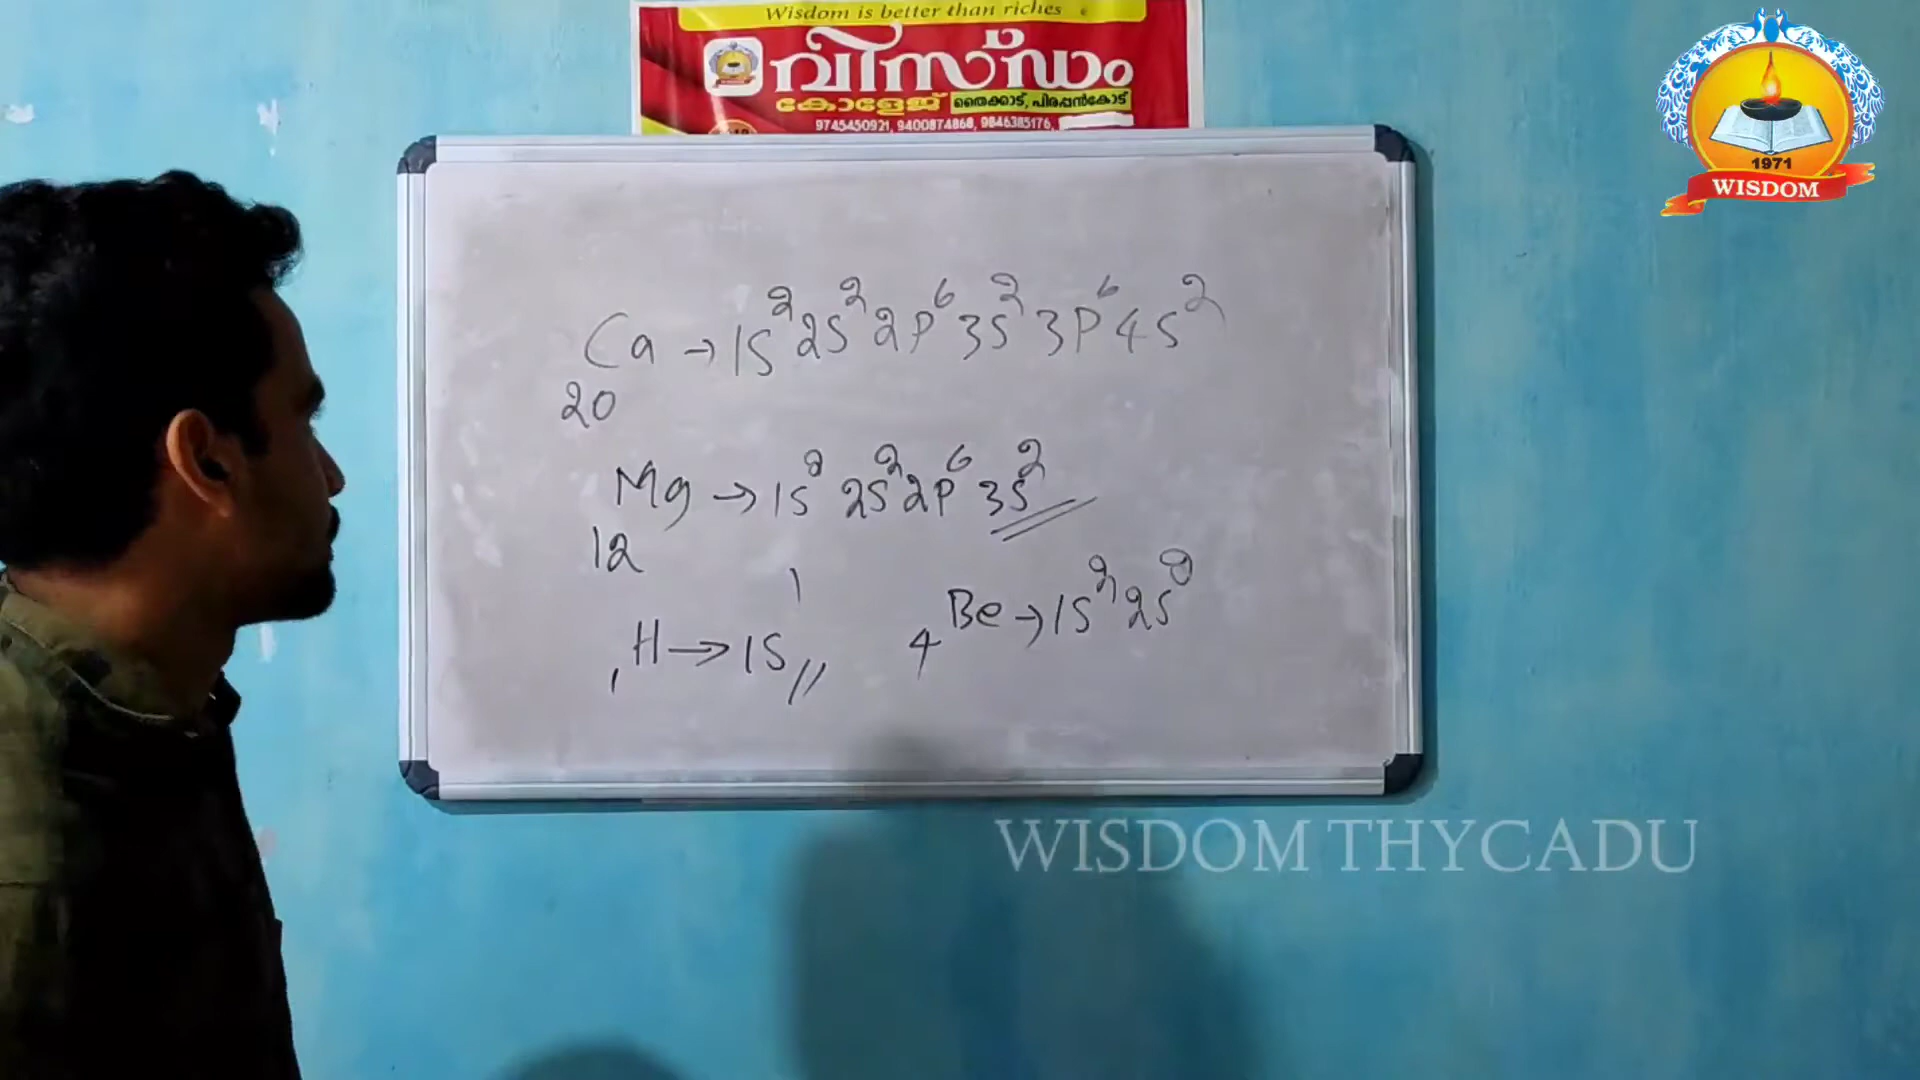 Wisdom is better than riches
വിസ്ഡം
കോളേജ് തൈക്കാട്, പിരപ്പൻകോട്
9745450921, 9400874868, 9846385176,
1971
WISDOM
Ca → 1S² 2S² 2P⁶ 3S² 3P⁶ 4S²
20
Mg → 1S² 2S² 2P⁶ 3S²
12
₁H → 1S¹
₄Be → 1S² 2S²
WISDOM THYCADU